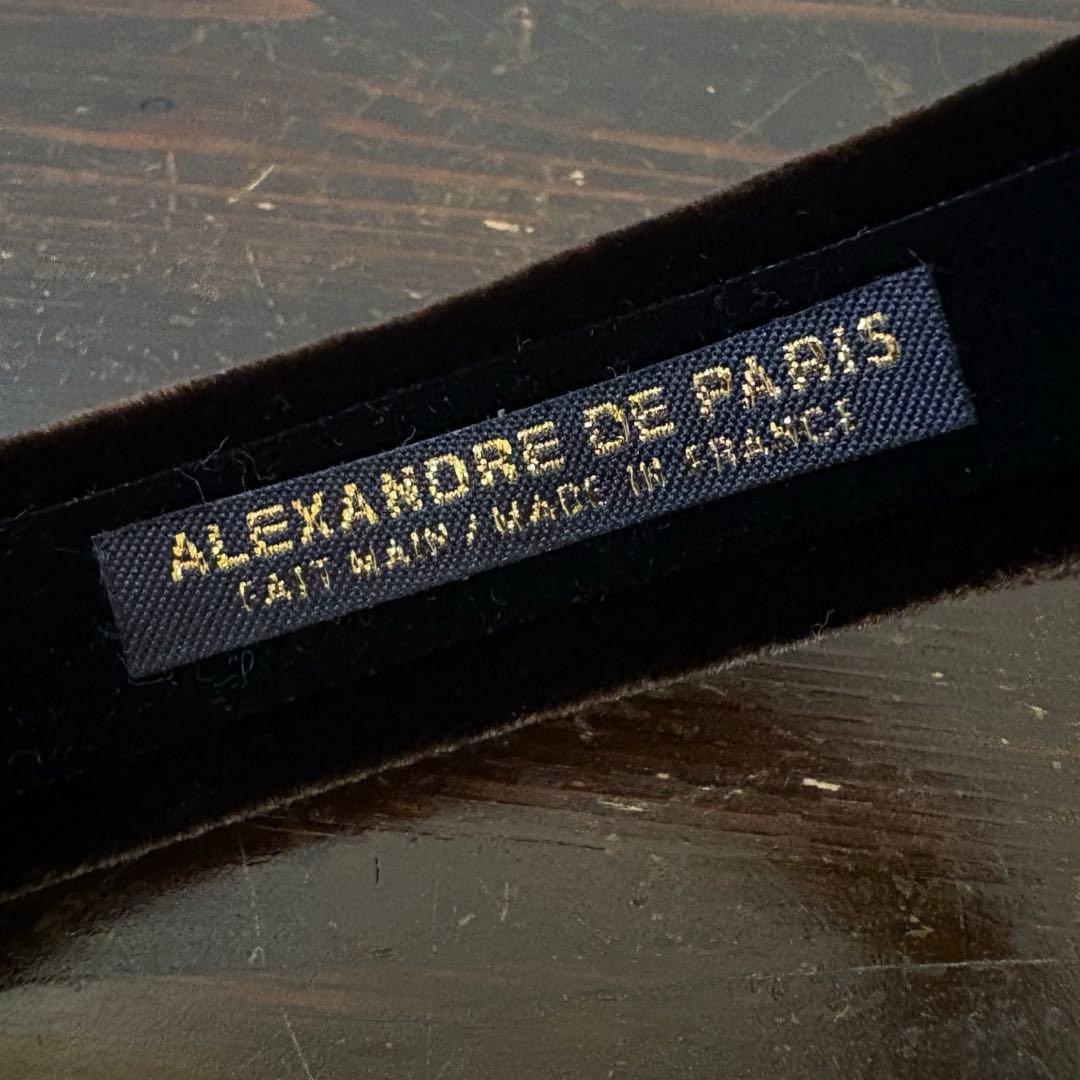 ALEXANDRE DE PARIS
FAIT MAIN / MADE IN FRANCE